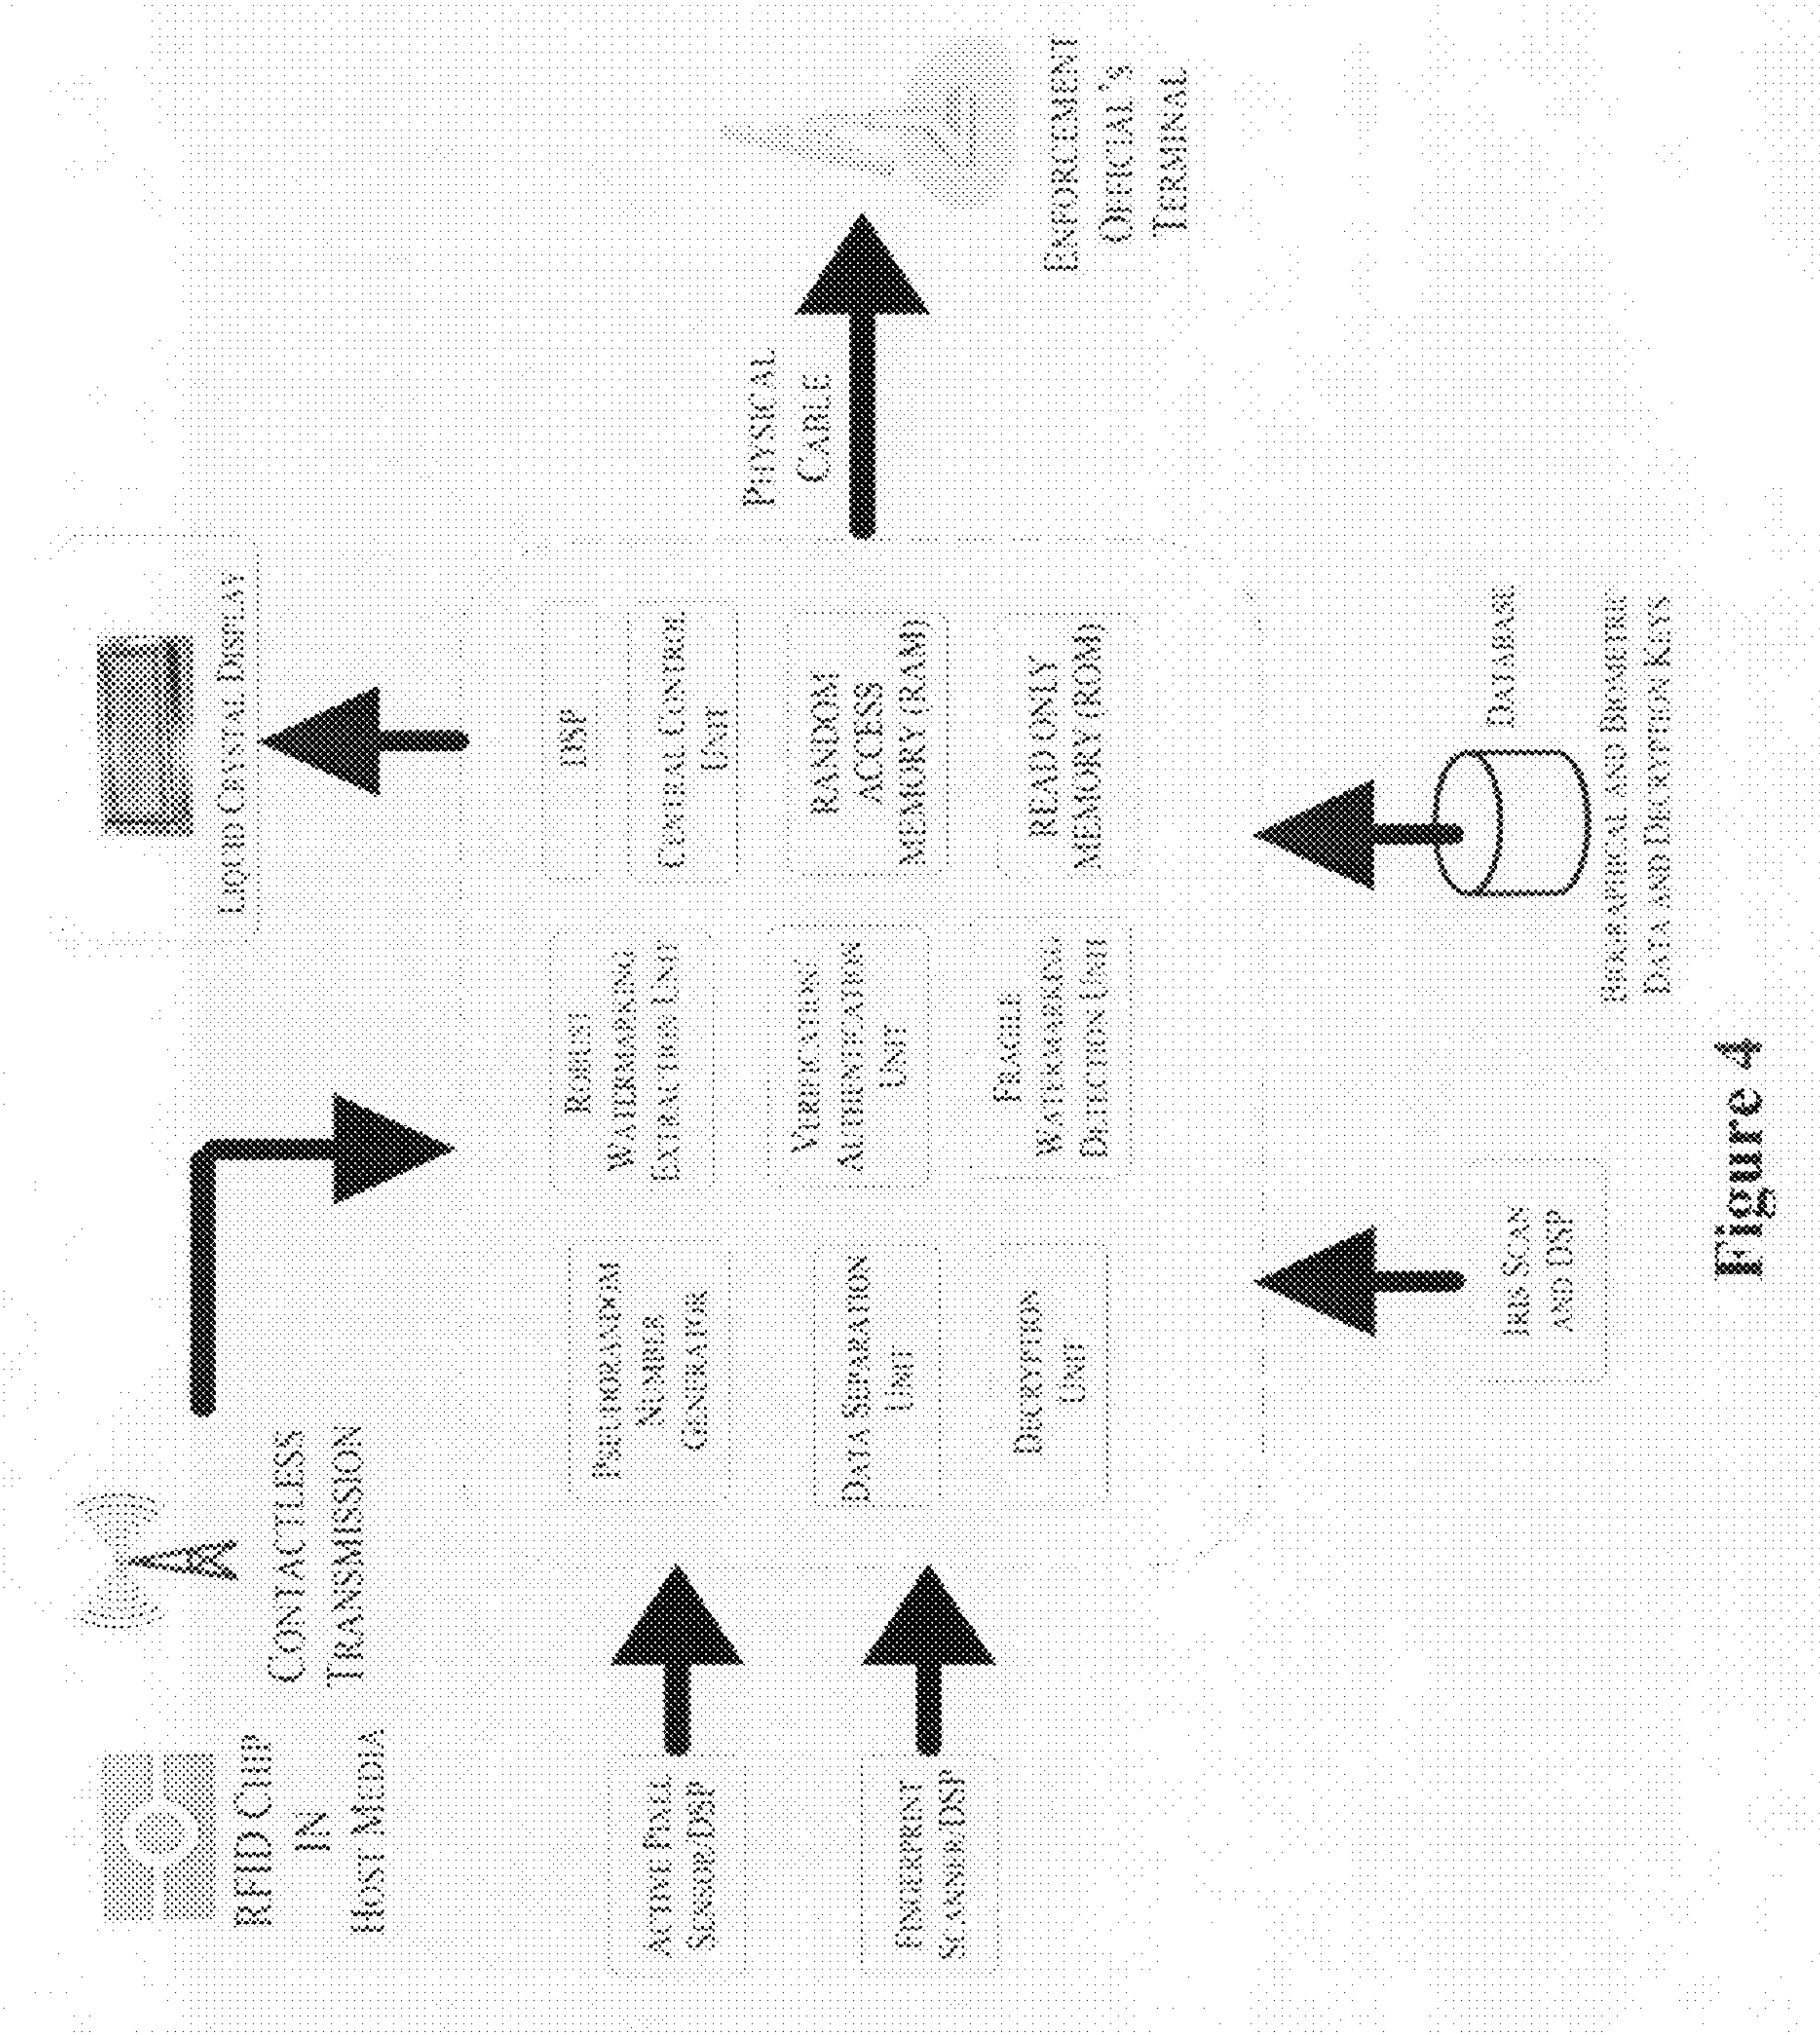 RFID CHIP
IN
HOST MEDIA
CONTACTLESS
TRANSMISSION
LIQUID CRYSTAL DISPLAY
ACTIVE PIXEL
SENSOR/DSP
FINGERPRINT
SCANNER/DSP
PSEUDORANDOM
NUMBER
GENERATOR
DATA SEPARATION
UNIT
DECRYPTION
UNIT
ROBUST
WATERMARKING
EXTRACTION UNIT
VERIFICATION/
AUTHENTICATION
UNIT
FRAGILE
WATERMARKING
DETECTION UNIT
DSP
CENTRAL CONTROL
UNIT
RANDOM
ACCESS
MEMORY (RAM)
READ ONLY
MEMORY (ROM)
PHYSICAL
CABLE
ENFORCEMENT
OFFICIAL'S
TERMINAL
IRIS SCAN
AND DSP
DATABASE
BIOGRAPHICAL AND BIOMETRIC
DATA AND DECRYPTION KEYS
Figure 4